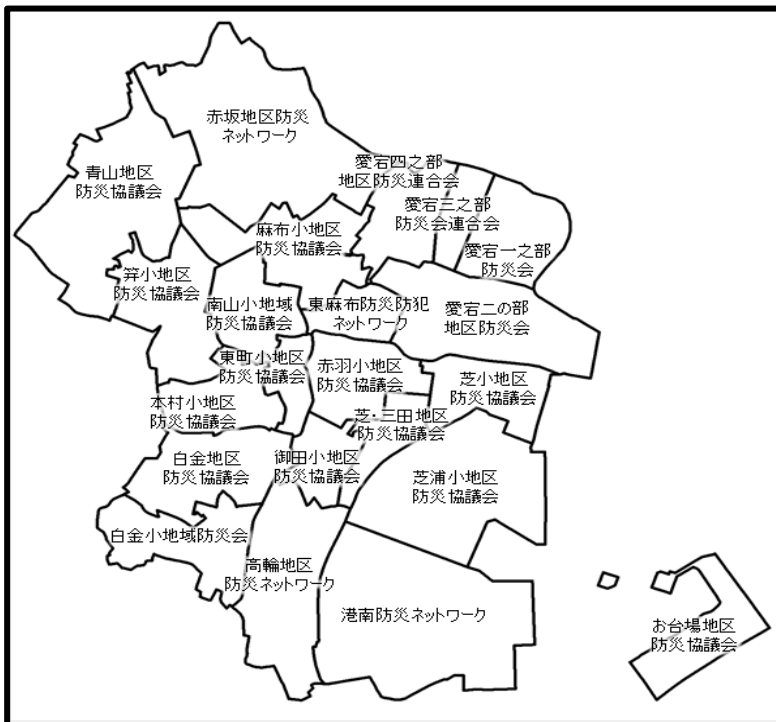 赤坂地区防災
ネットワーク
青山地区
防災協議会
愛宕四之部
地区防災連合会
愛宕三之部
防災会連合会
愛宕一之部
防災会
麻布小地区
防災協議会
笄小地区
防災協議会
南山小地域
防災協議会
東麻布防災防犯
ネットワーク
愛宕二の部
地区防災会
東町小地区
防災協議会
赤羽小地区
防災協議会
芝小地区
防災協議会
本村小地区
防災協議会
芝・三田地区
防災協議会
白金地区
防災協議会
御田小地区
防災協議会
芝浦小地区
防災協議会
白金小地域防災会
高輪地区
防災ネットワーク
港南防災ネットワーク
お台場地区
防災協議会